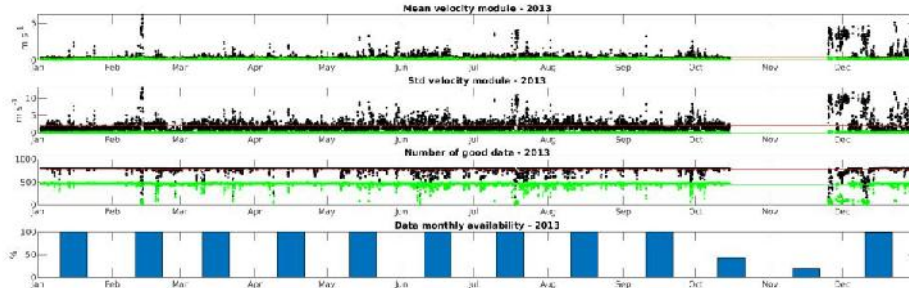 Mean velocity module - 2013
m s⁻¹
5
0
Jan Feb Mar Apr May Jun Jul Aug Sep Oct Nov Dec
Std velocity module - 2013
m s⁻¹
10
5
0
Jan Feb Mar Apr May Jun Jul Aug Sep Oct Nov Dec
Number of good data - 2013
1000
500
0
Jan Feb Mar Apr May Jun Jul Aug Sep Oct Nov Dec
Data monthly availability - 2013
%
100
50
0
Jan Feb Mar Apr May Jun Jul Aug Sep Oct Nov Dec